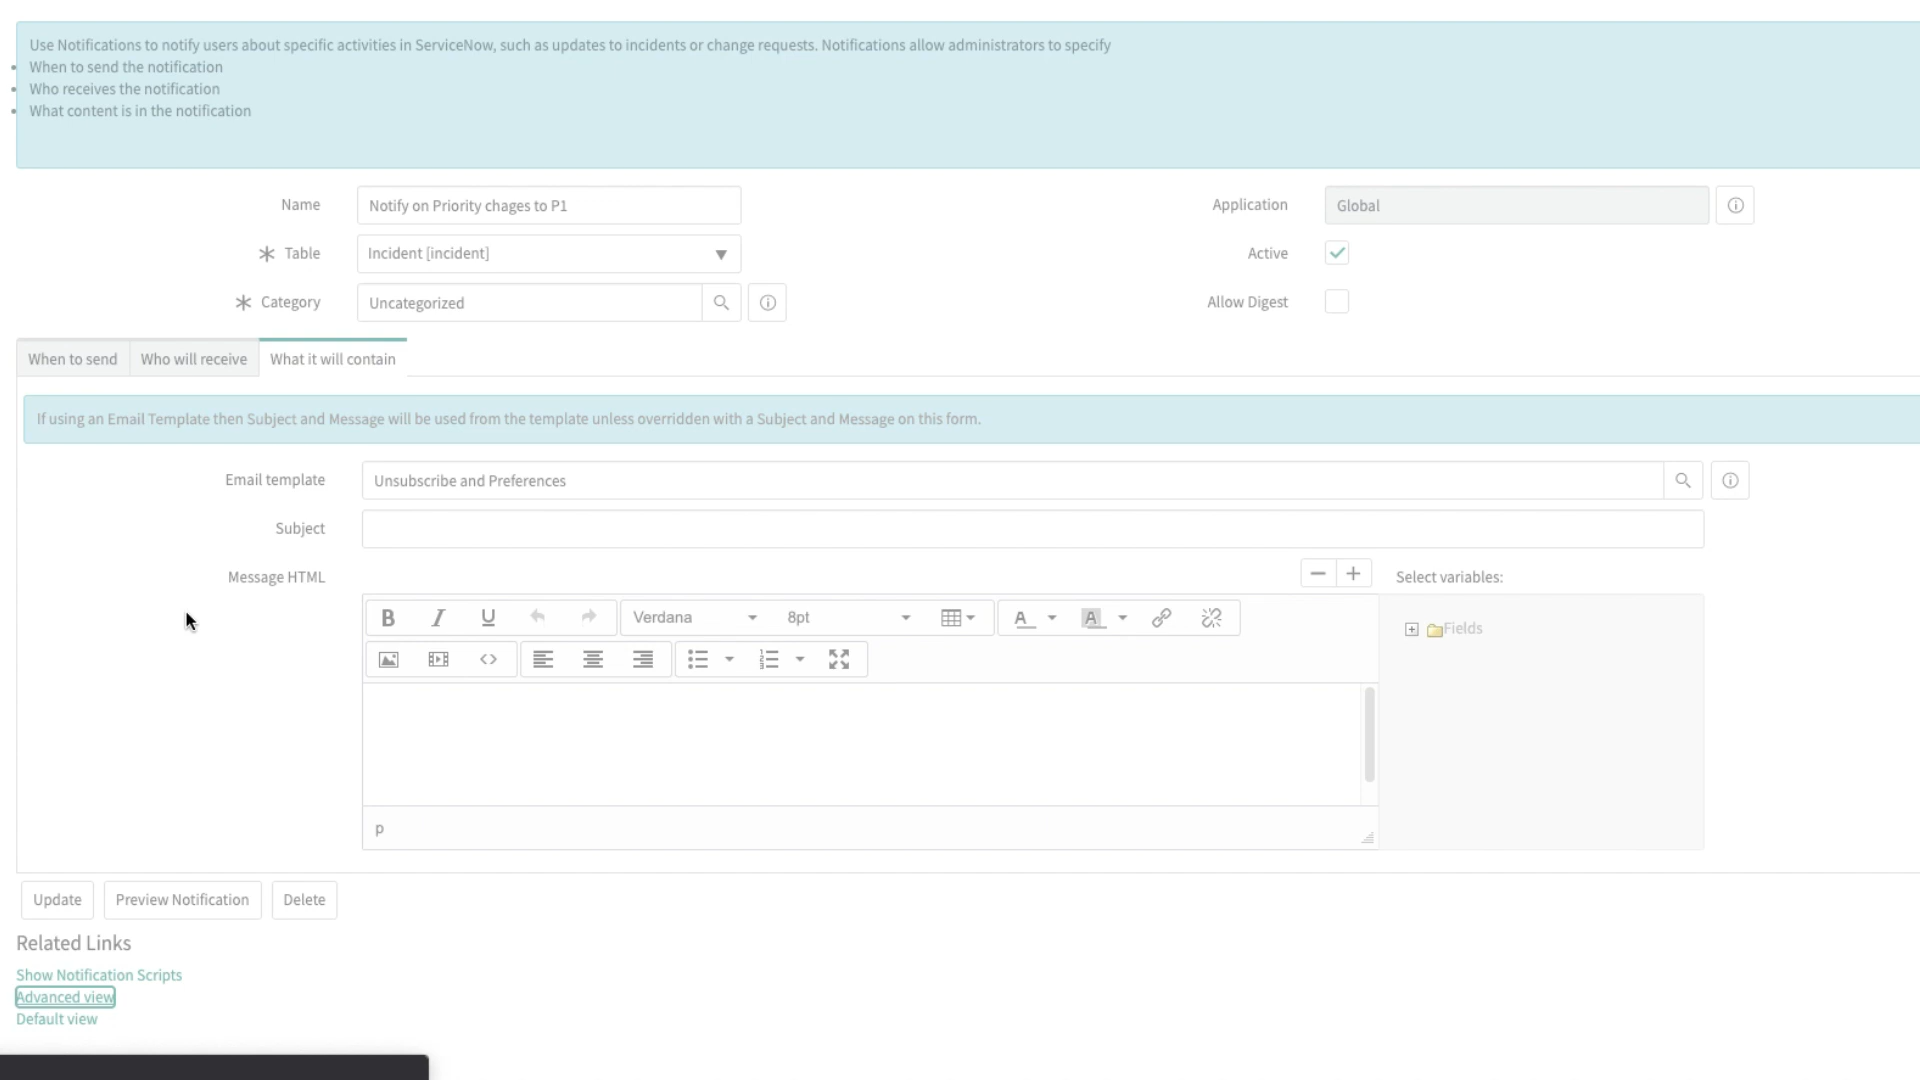 Use Notifications to notify users about specific activities in ServiceNow, such as updates to incidents or change requests. Notifications allow administrators to specify
When to send the notification
Who receives the notification
What content is in the notification
Name
Notify on Priority chages to P1
Application
Global
Table
Incident [incident]
Active
Category
Uncategorized
Allow Digest
When to send
Who will receive
What it will contain
If using an Email Template then Subject and Message will be used from the template unless overridden with a Subject and Message on this form.
Email template
Unsubscribe and Preferences
Subject
Message HTML
Select variables:
B I U
Verdana
8pt
A
A
Fields
p
Update
Preview Notification
Delete
Related Links
Show Notification Scripts
Advanced view
Default view